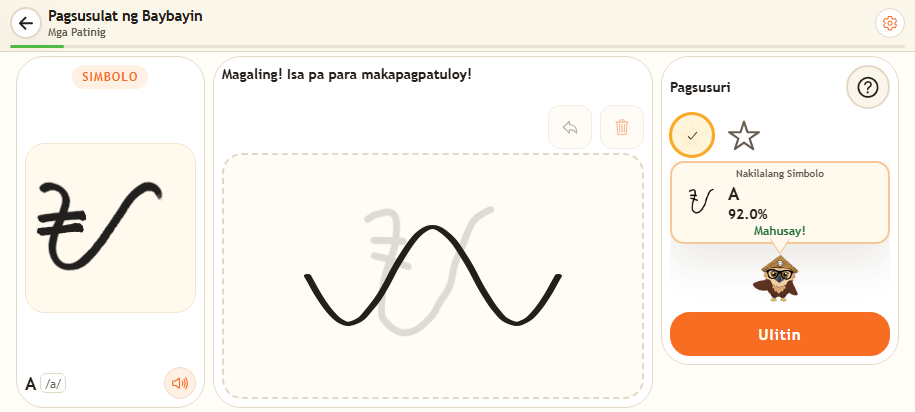 Pagsusulat ng Baybayin
Mga Patinig
SIMBOLO
ᜀ
A /a/
Magaling! Isa pa para makapagpatuloy!
Pagsusuri
?
Nakilalang Simbolo
ᜀ A
92.0%
Mahusay!
Ulitin